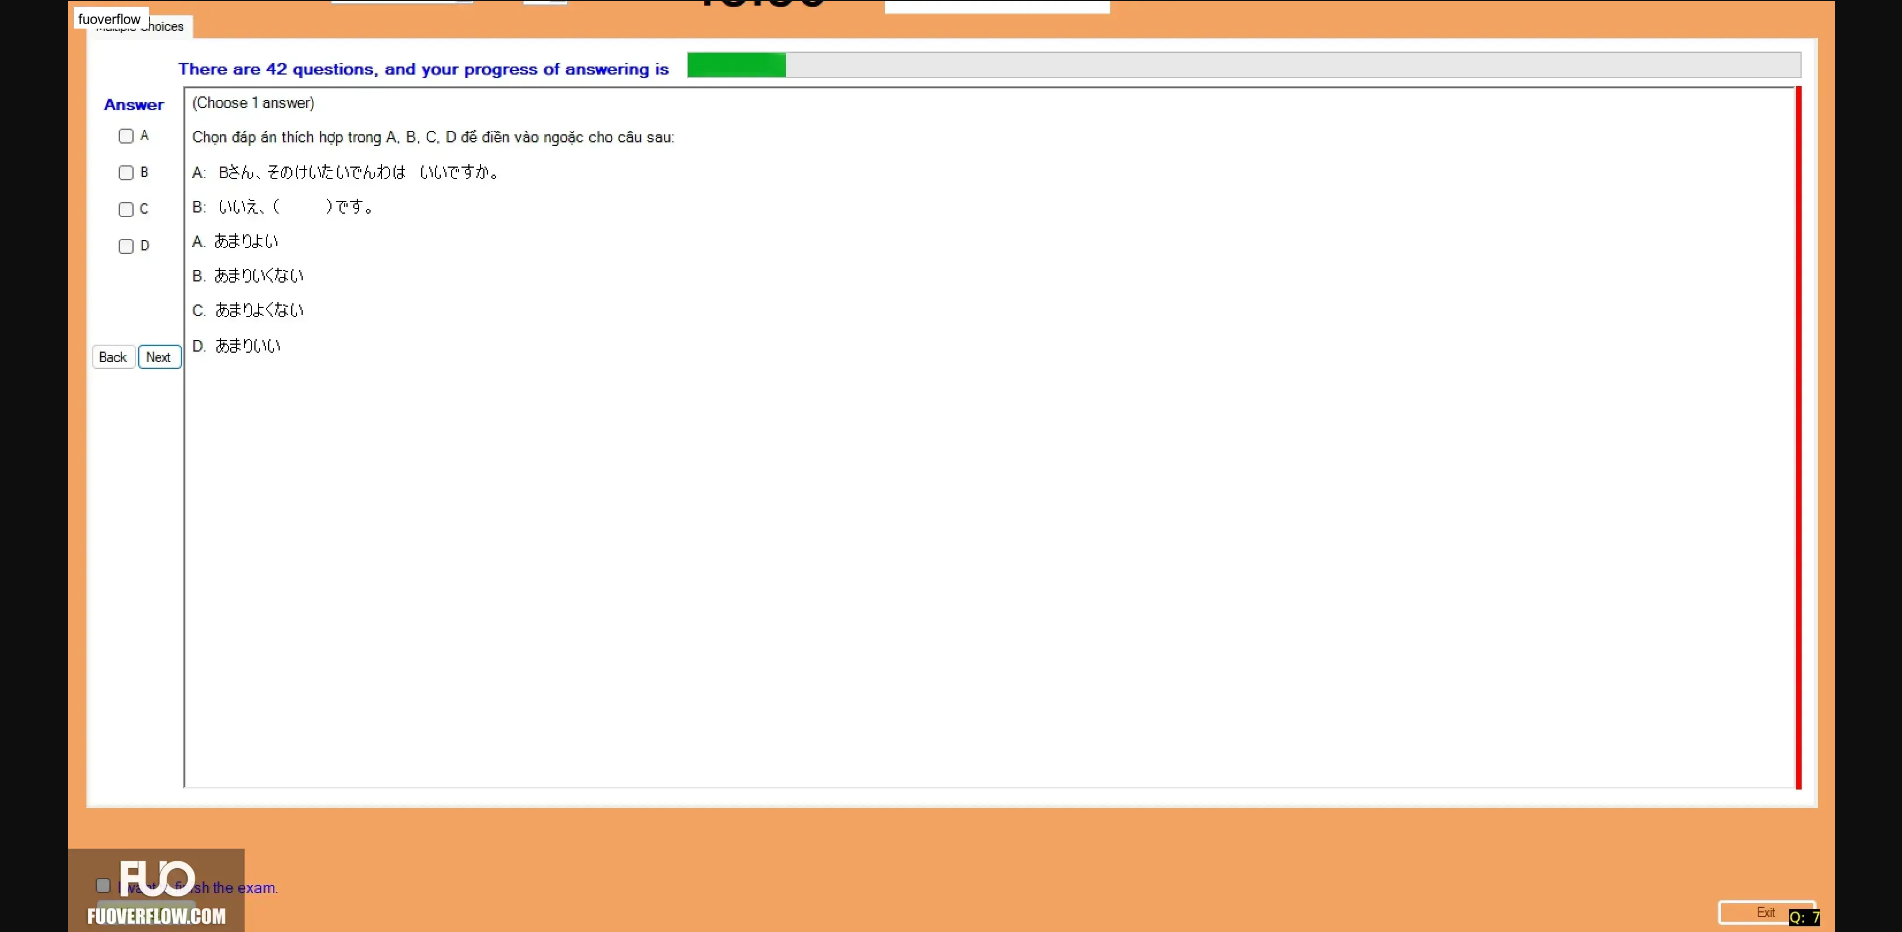 fuoverflow
Multiple Choices
There are 42 questions, and your progress of answering is
Answer
(Choose 1 answer)
A
Chọn đáp án thích hợp trong A, B, C, D để điền vào ngoặc cho câu sau:
B
A: Bさん、そのけいたいでんわは いいですか。
C
B: いいえ、( )です。
D
A. あまりよい
B. あまりいくない
C. あまりよくない
D. あまりいい
Back Next
FUO
I want finish the exam.
FUOVERFLOW.COM
Exit
Q: 7